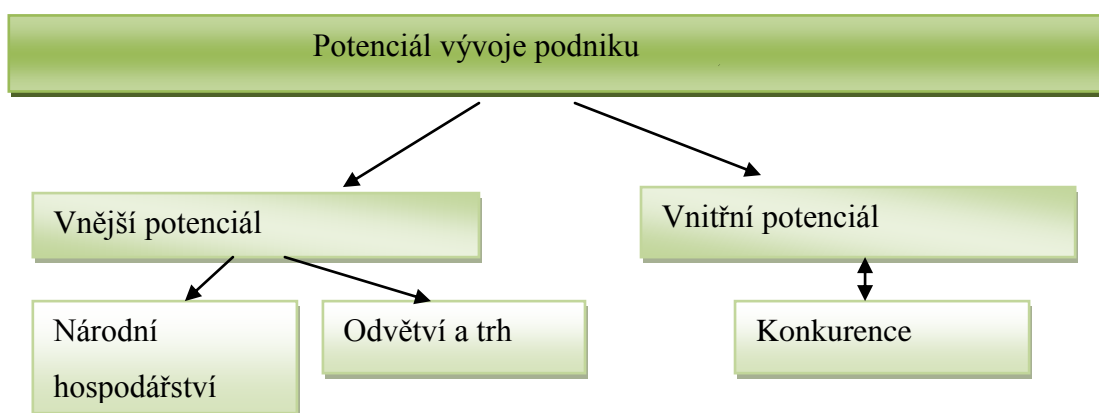 Potenciál vývoje podniku
Vnější potenciál
Vnitřní potenciál
Národní
hospodářství
Odvětví a trh
Konkurence